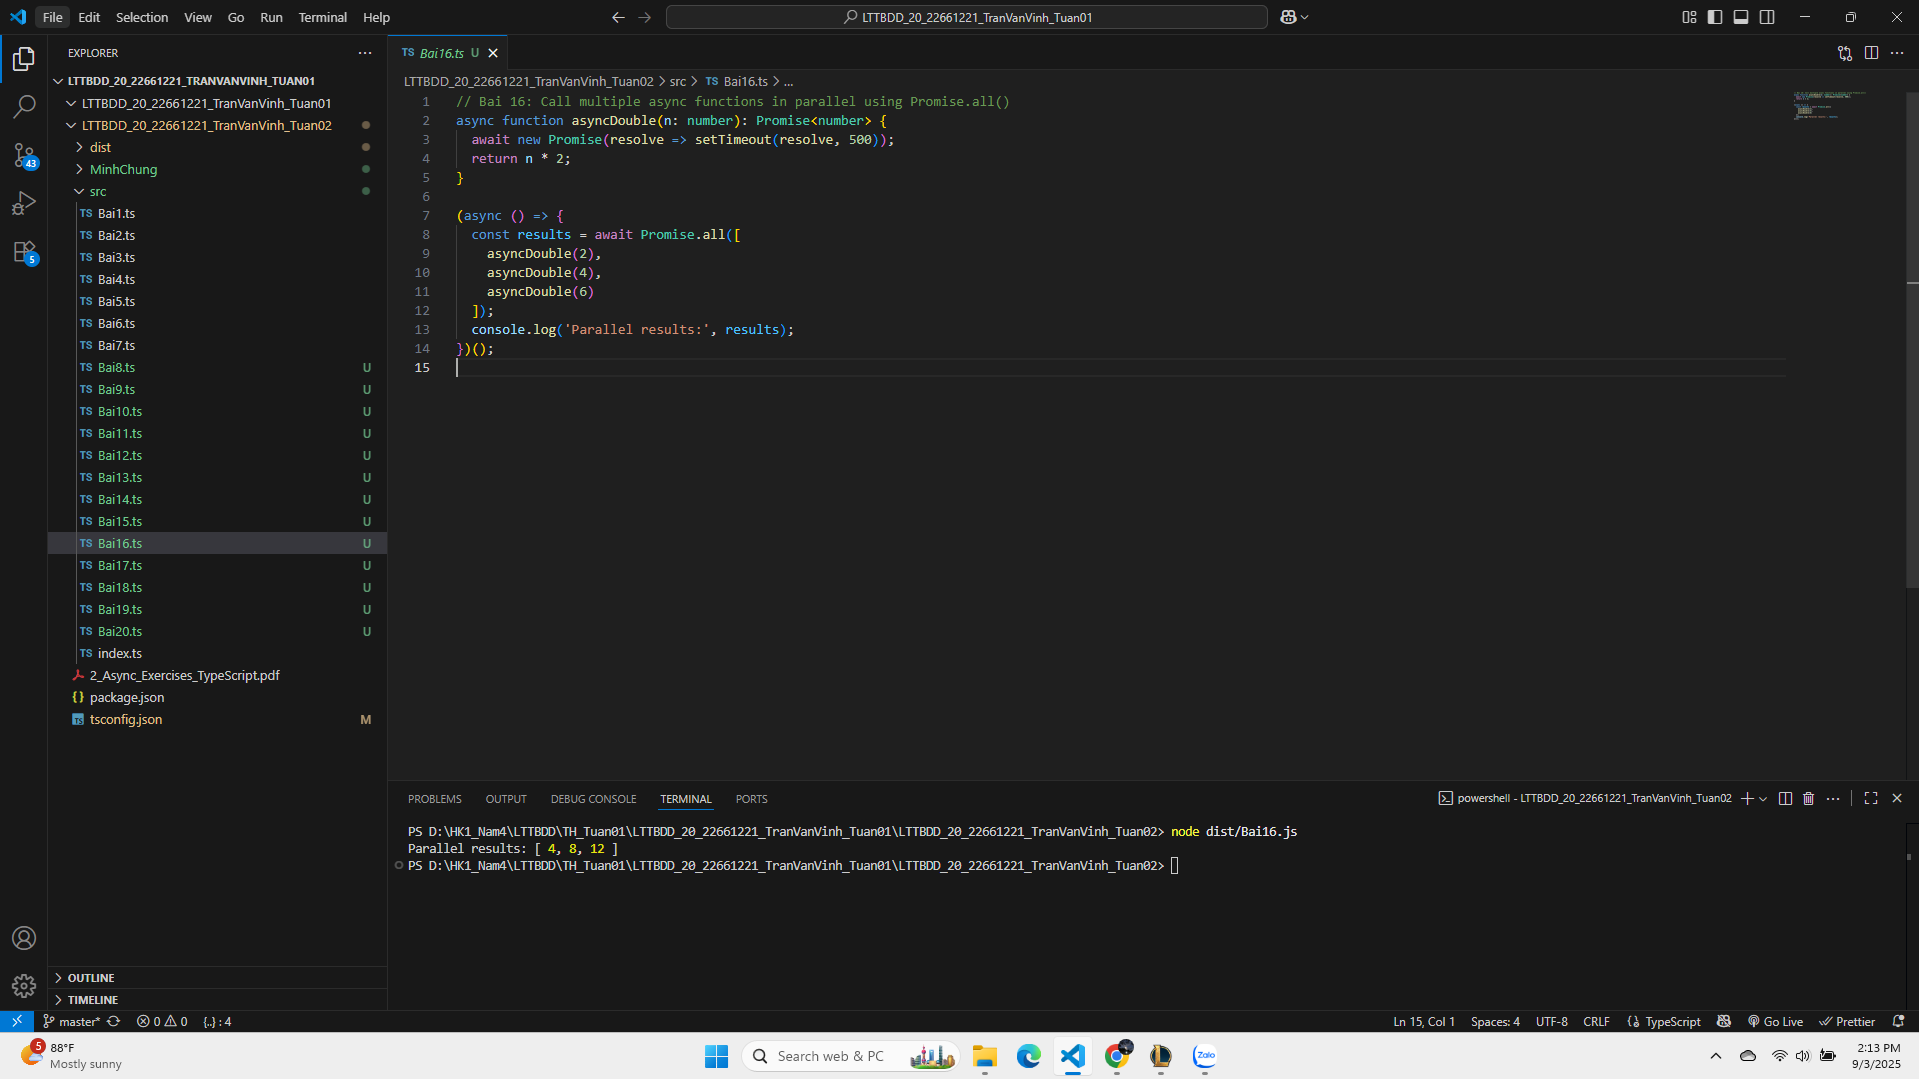 File Edit Selection View Go Run Terminal Help
LTTBDD_20_22661221_TranVanVinh_Tuan01
EXPLORER
LTTBDD_20_22661221_TRANVANVINH_TUAN01
LTTBDD_20_22661221_TranVanVinh_Tuan01
LTTBDD_20_22661221_TranVanVinh_Tuan02
dist
MinhChung
src
TS Bai1.ts
TS Bai2.ts
TS Bai3.ts
TS Bai4.ts
TS Bai5.ts
TS Bai6.ts
TS Bai7.ts
TS Bai8.ts U
TS Bai9.ts U
TS Bai10.ts U
TS Bai11.ts U
TS Bai12.ts U
TS Bai13.ts U
TS Bai14.ts U
TS Bai15.ts U
TS Bai16.ts U
TS Bai17.ts U
TS Bai18.ts U
TS Bai19.ts U
TS Bai20.ts U
TS index.ts
2_Async_Exercises_TypeScript.pdf
{} package.json
TS tsconfig.json M
OUTLINE
TIMELINE
43
5
TS Bai16.ts U
LTTBDD_20_22661221_TranVanVinh_Tuan02 > src > TS Bai16.ts > ...
1 // Bai 16: Call multiple async functions in parallel using Promise.all()
2 async function asyncDouble(n: number): Promise<number> {
3 await new Promise(resolve => setTimeout(resolve, 500));
4 return n * 2;
5 }
6
7 (async () => {
8 const results = await Promise.all([
9 asyncDouble(2),
10 asyncDouble(4),
11 asyncDouble(6)
12 ]);
13 console.log('Parallel results:', results);
14 })();
15
PROBLEMS OUTPUT DEBUG CONSOLE TERMINAL PORTS
powershell - LTTBDD_20_22661221_TranVanVinh_Tuan02
PS D:\HK1_Nam4\LTTBDD\TH_Tuan01\LTTBDD_20_22661221_TranVanVinh_Tuan01\LTTBDD_20_22661221_TranVanVinh_Tuan02> node dist/Bai16.js
Parallel results: [ 4, 8, 12 ]
PS D:\HK1_Nam4\LTTBDD\TH_Tuan01\LTTBDD_20_22661221_TranVanVinh_Tuan01\LTTBDD_20_22661221_TranVanVinh_Tuan02>
master* 0 0 {..} : 4
Ln 15, Col 1 Spaces: 4 UTF-8 CRLF {} TypeScript Go Live Prettier
5
88°F
Mostly sunny
Search web & PC
Zalo
2:13 PM
9/3/2025